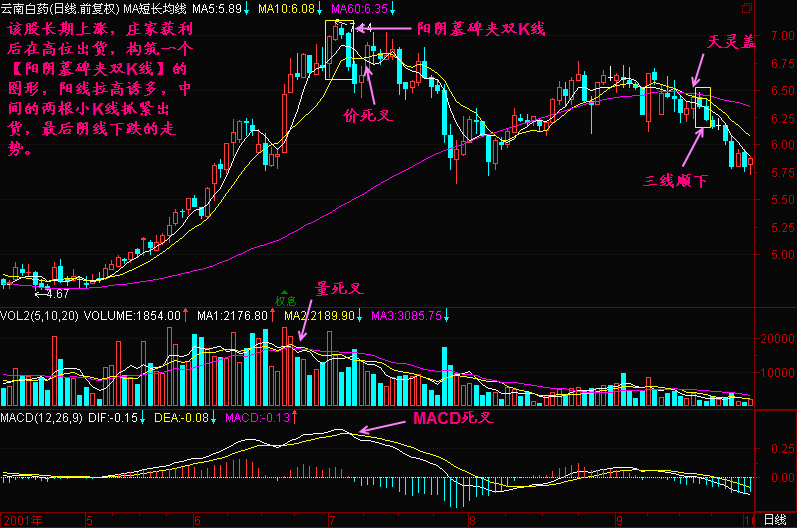 云南白药(日线.前复权) MA短长均线 MA5:5.89↓ MA10:6.08↓ MA60:6.35↓
该股长期上涨，庄家获利
后在高位出货，构筑一个
【阳阴墓碑夹双K线】的
图形，阳线拉高诱多，中
间的两根小K线抓紧出
货，最后阴线下跌的走
势。
阳阴墓碑夹双K线
天灵盖
7.00
6.75
价死叉
6.50
6.25
6.00
5.75
三线顺下
5.50
5.25
5.00
4.67
权息
量死叉
VOL2(5,10,20) VOLUME:1854.00↑ MA1:2176.80↑ MA2:2189.90↓ MA3:3085.75↓
20000
10000
MACD(12,26,9) DIF:-0.15↓ DEA:-0.08↓ MACD:-0.13↑
MACD死叉
0.25
0.00
2001年 5 6 7 8 9 10 日线